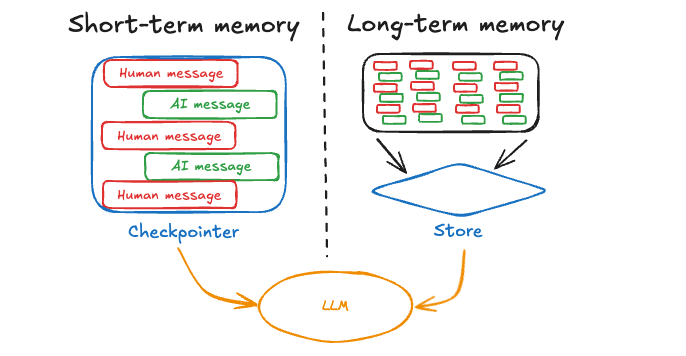 Short-term memory
Long-term memory
Human message
AI message
Human message
AI message
Human message
Checkpointer
Store
LLM